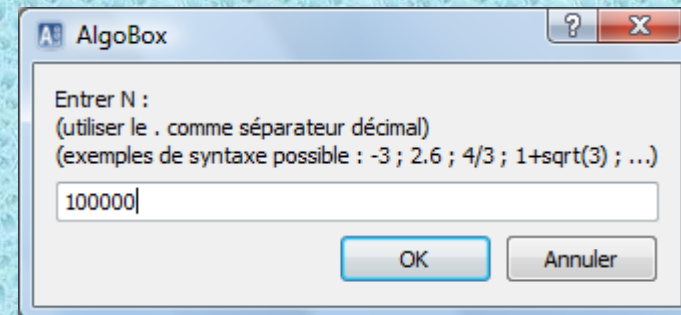 AlgoBox
Entrer N :
(utiliser le . comme séparateur décimal)
(exemples de syntaxe possible : -3 ; 2.6 ; 4/3 ; 1+sqrt(3) ; ...)
100000
OK Annuler